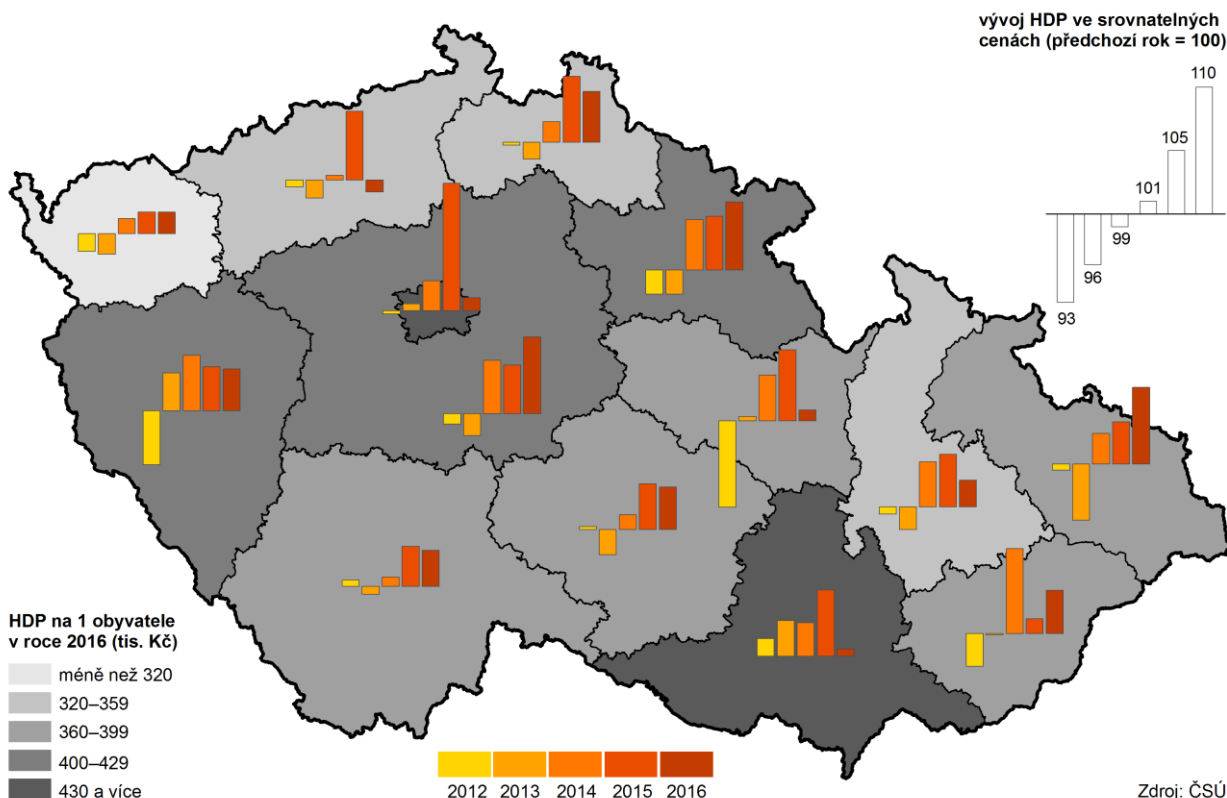 vývoj HDP ve srovnatelných
cenách (předchozí rok = 100)
110
105
101
99
96
93
HDP na 1 obyvatele
v roce 2016 (tis. Kč)
méně než 320
320–359
360–399
400–429
430 a více
2012 2013 2014 2015 2016
Zdroj: ČSÚ